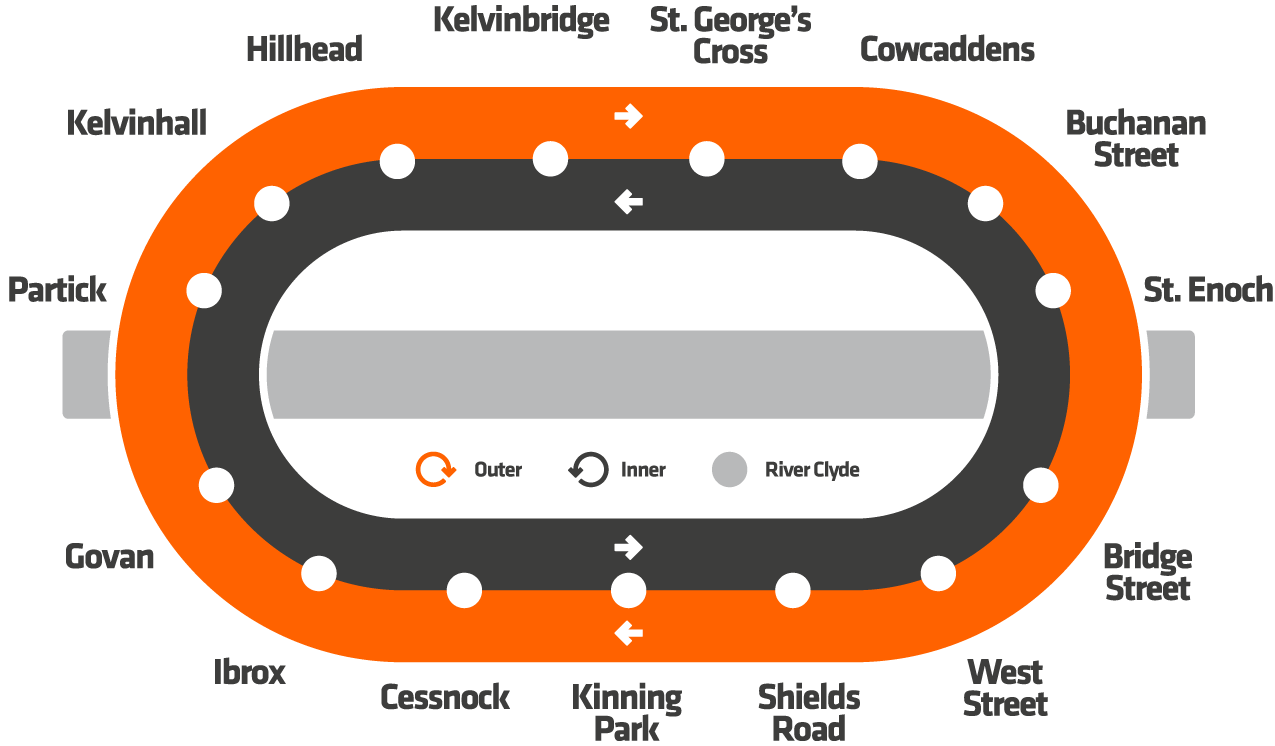 Kelvinbridge
St. George's
Cross
Hillhead
Cowcaddens
Kelvinhall
Buchanan
Street
Partick
St. Enoch
Outer
Inner
River Clyde
Govan
Bridge
Street
Ibrox
West
Street
Cessnock
Kinning
Park
Shields
Road